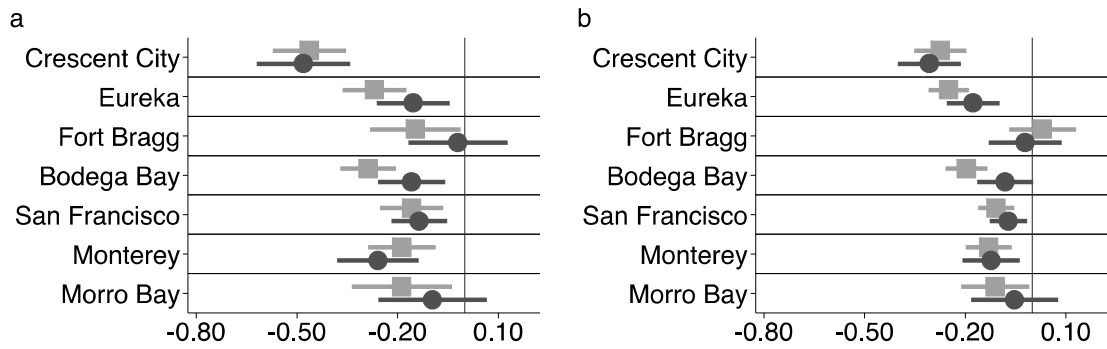 a
Crescent City
Eureka
Fort Bragg
Bodega Bay
San Francisco
Monterey
Morro Bay
-0.80 -0.50 -0.20 0.10
b
Crescent City
Eureka
Fort Bragg
Bodega Bay
San Francisco
Monterey
Morro Bay
-0.80 -0.50 -0.20 0.10